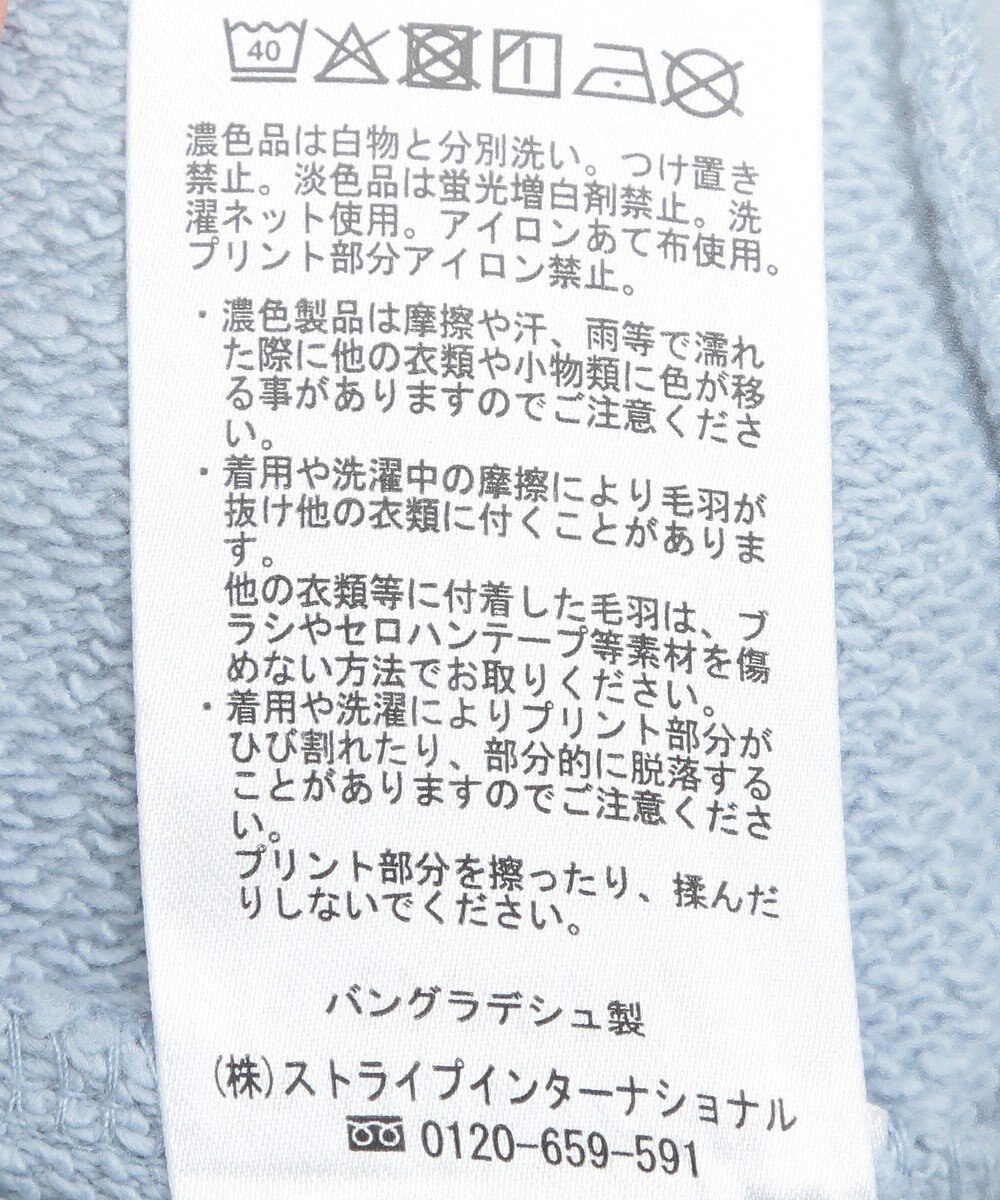 40
濃色品は白物と分別洗い。つけ置き
禁止。淡色品は蛍光増白剤禁止。洗
濯ネット使用。アイロンあて布使用。
プリント部分アイロン禁止。
・濃色製品は摩擦や汗、雨等で濡れ
た際に他の衣類や小物類に色が移
る事がありますのでご注意くださ
い。
・着用や洗濯中の摩擦により毛羽が
抜け他の衣類に付くことがありま
す。
他の衣類等に付着した毛羽は、ブ
ラシやセロハンテープ等素材を傷
めない方法でお取りください。
・着用や洗濯によりプリント部分が
ひび割れたり、部分的に脱落する
ことがありますのでご注意くださ
い。
プリント部分を擦ったり、揉んだ
りしないでください。
バングラデシュ製
(株)ストライプインターナショナル
0120-659-591